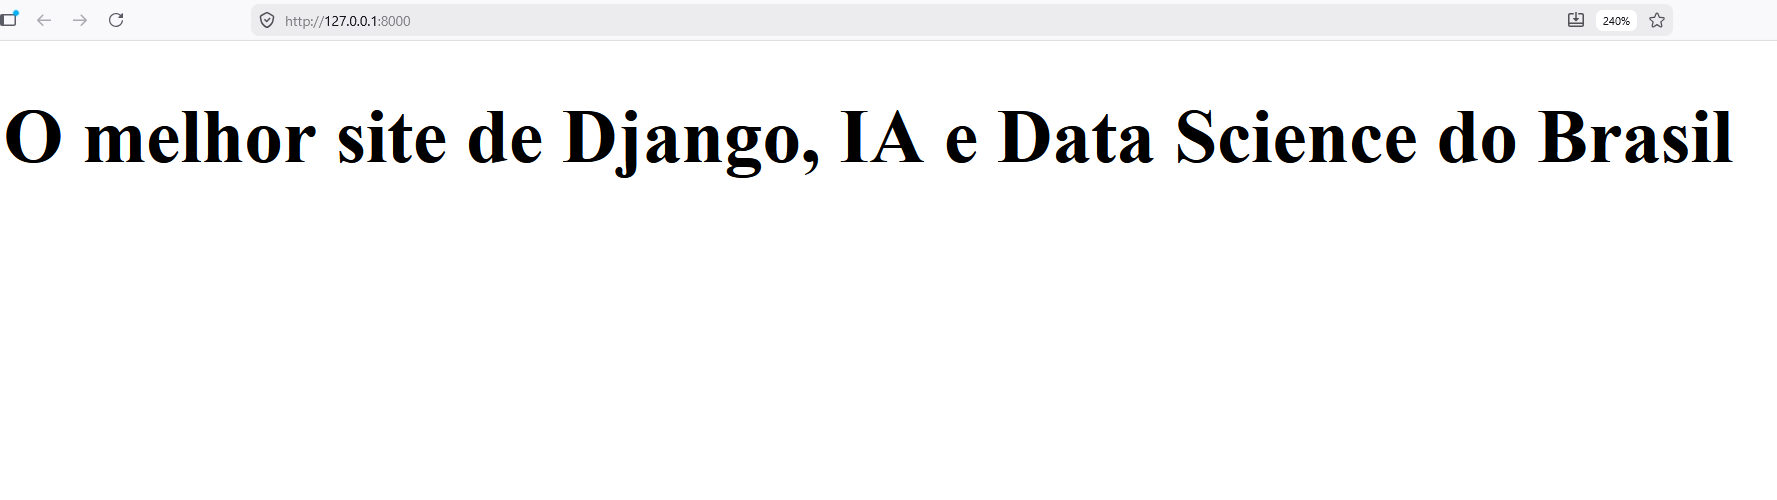 http://127.0.0.1:8000
240%
O melhor site de Django, IA e Data Science do Brasil